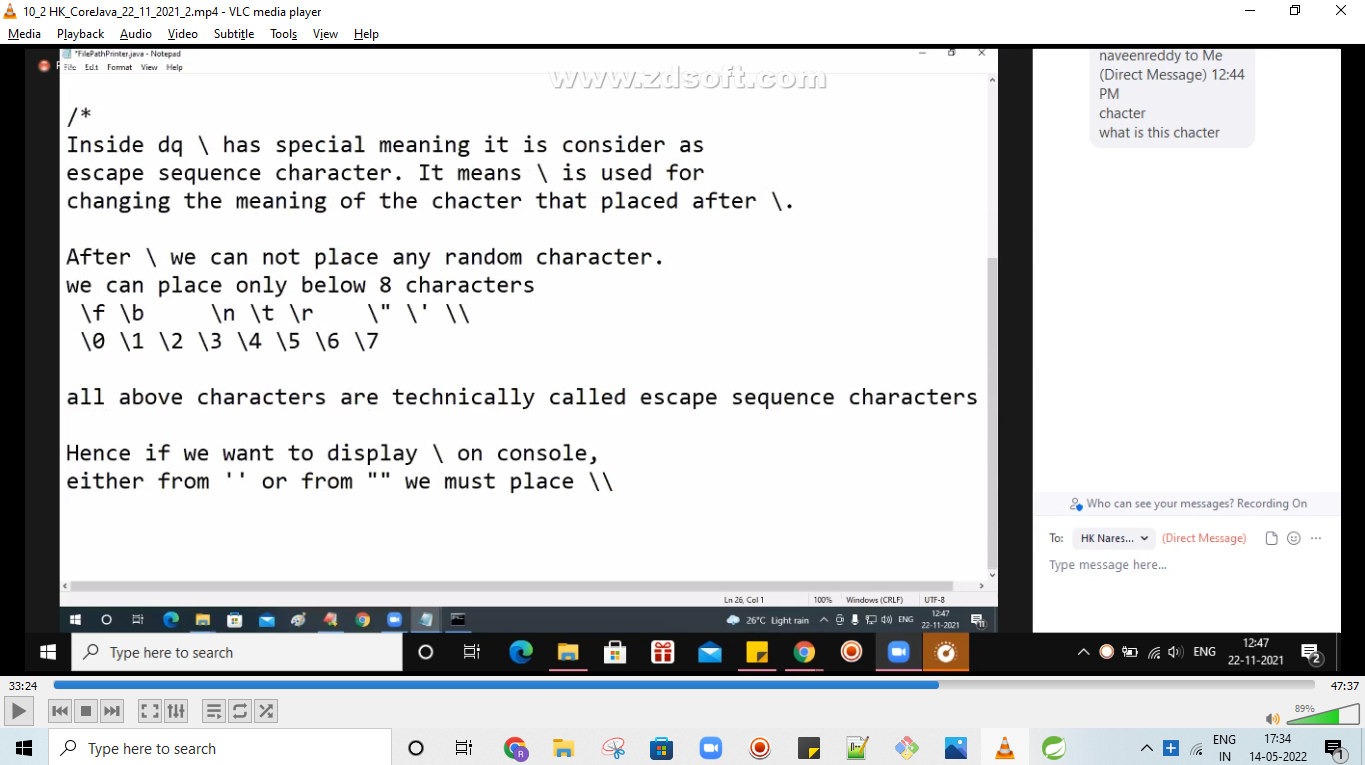 10_2 HK_CoreJava_22_11_2021_2.mp4 - VLC media player
Media Playback Audio Video Subtitle Tools View Help
*FilePathPrinter.java - Notepad
File Edit Format View Help
www.zdsoft.com
/*
Inside dq \ has special meaning it is consider as
escape sequence character. It means \ is used for
changing the meaning of the chacter that placed after \.
After \ we can not place any random character.
we can place only below 8 characters
\f \b \n \t \r \" \' \\
\0 \1 \2 \3 \4 \5 \6 \7
all above characters are technically called escape sequence characters
Hence if we want to display \ on console,
either from '' or from "" we must place \\
Ln 26, Col 1 100% Windows (CRLF) UTF-8
26°C Light rain ENG 12:47
22-11-2021
naveenreddy to Me
(Direct Message) 12:44
PM
chacter
what is this chacter
Who can see your messages? Recording On
To: HK Nares... (Direct Message)
Type message here...
Type here to search
ENG 12:47
22-11-2021
2
33:24 47:37
89%
Type here to search
R
ENG
IN
17:34
14-05-2022
1